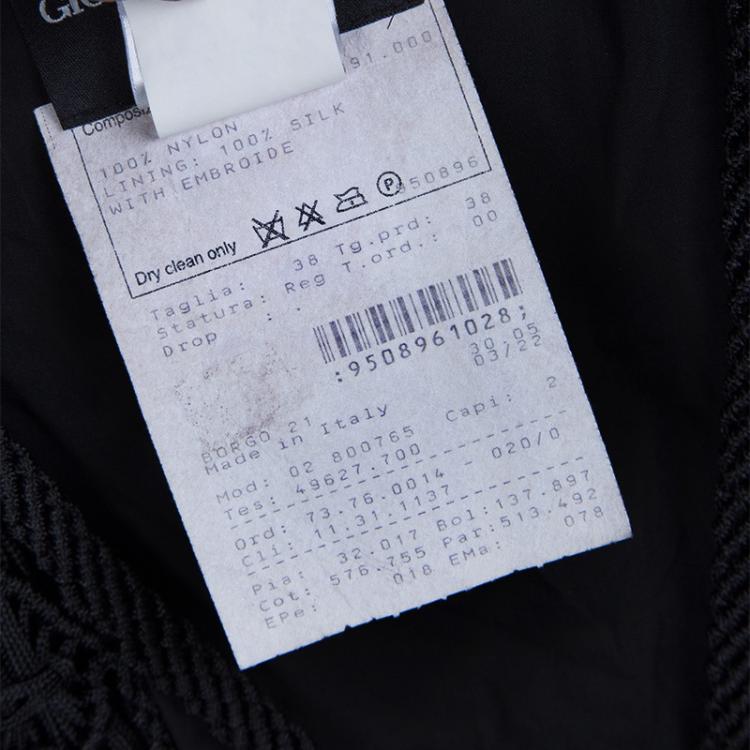 91.000
100% NYLON
LINING: 100% SILK
WITH EMBROIDE
P 950896
Dry clean only
Taglia: 38 Tg.prd: 38
Statura: Reg T.ord.: 00
Drop : .
:9508961028;
30.05
03/22
BORGO 21
Made in Italy
Mod: 02 800765 Capi: 2
Tes: 49627.700
Ord: 73.76.0014 - 020/0
Cli: 11.31.1137
Pia: 32.017 Bol:137.897
Cot: 576.755 Par:513.492
EPe: 018 EMa: 078